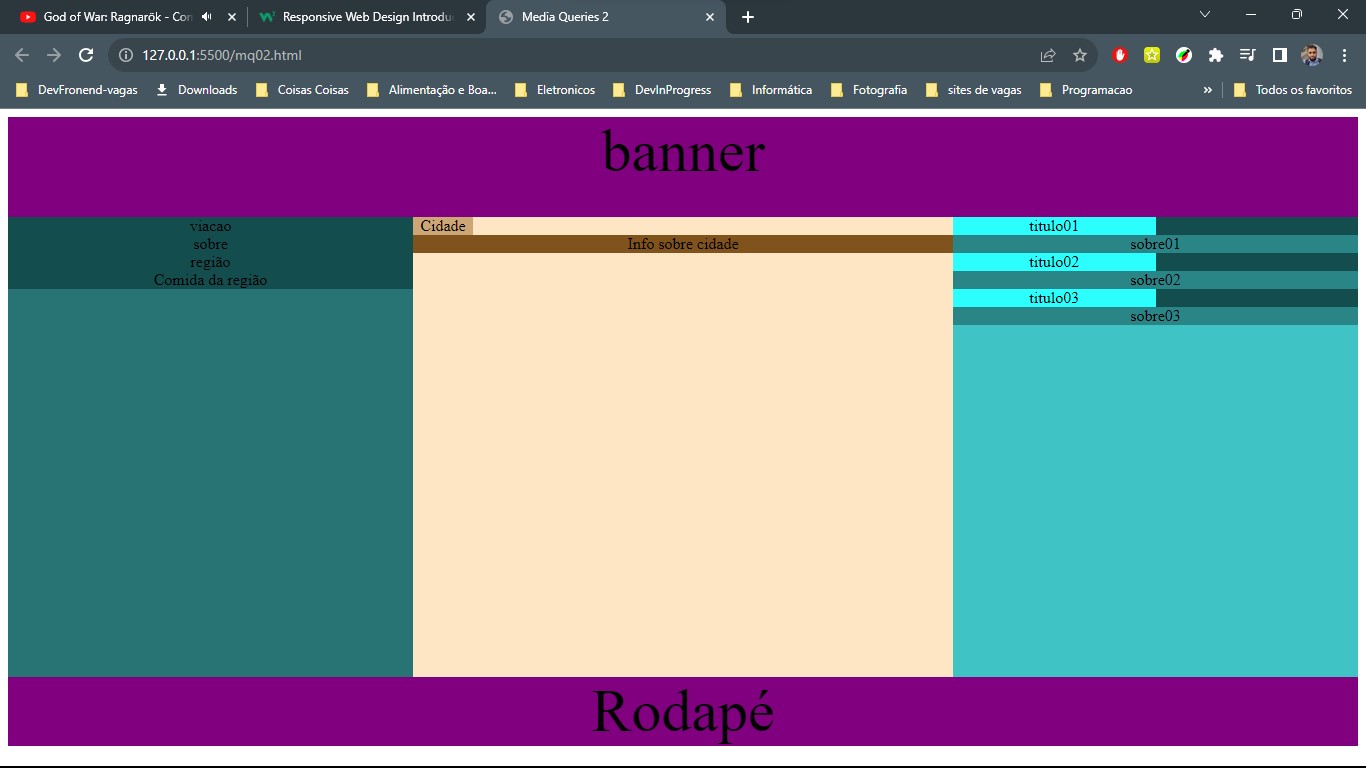 God of War: Ragnarök - Con
Responsive Web Design Introdu
Media Queries 2
127.0.0.1:5500/mq02.html
DevFronend-vagas
Downloads
Coisas Coisas
Alimentação e Boa...
Eletronicos
DevInProgress
Informática
Fotografia
sites de vagas
Programacao
»
Todos os favoritos
banner
viacao
sobre
região
Comida da região
Cidade
Info sobre cidade
titulo01
sobre01
titulo02
sobre02
titulo03
sobre03
Rodapé